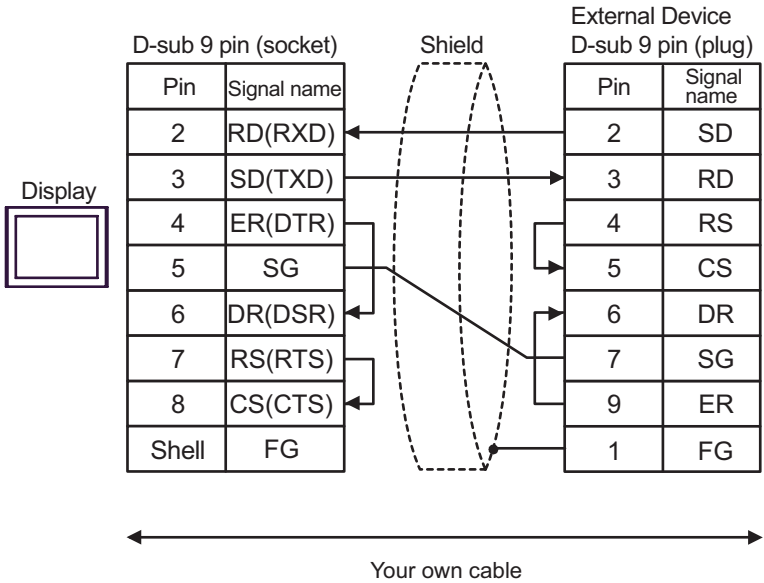 External Device
D-sub 9 pin (socket) Shield D-sub 9 pin (plug)
Pin Signal name Pin Signal
name
2 RD(RXD) 2 SD
3 SD(TXD) 3 RD
Display
4 ER(DTR) 4 RS
5 SG 5 CS
6 DR(DSR) 6 DR
7 RS(RTS) 7 SG
8 CS(CTS) 9 ER
Shell FG 1 FG
Your own cable